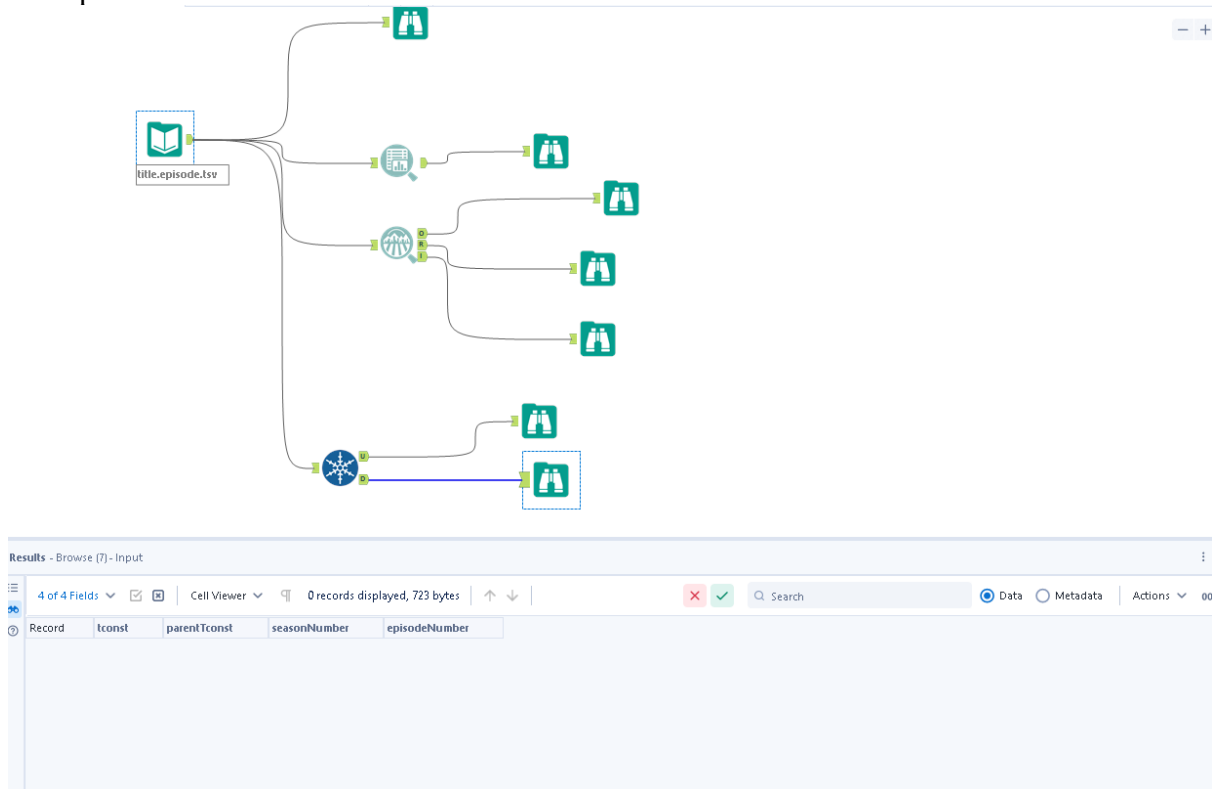 title.episode.tsv
D
R
I
U
D
Results - Browse (7) - Input
4 of 4 Fields Cell Viewer 0 records displayed, 723 bytes Search Data Metadata Actions
Record tconst parentTconst seasonNumber episodeNumber